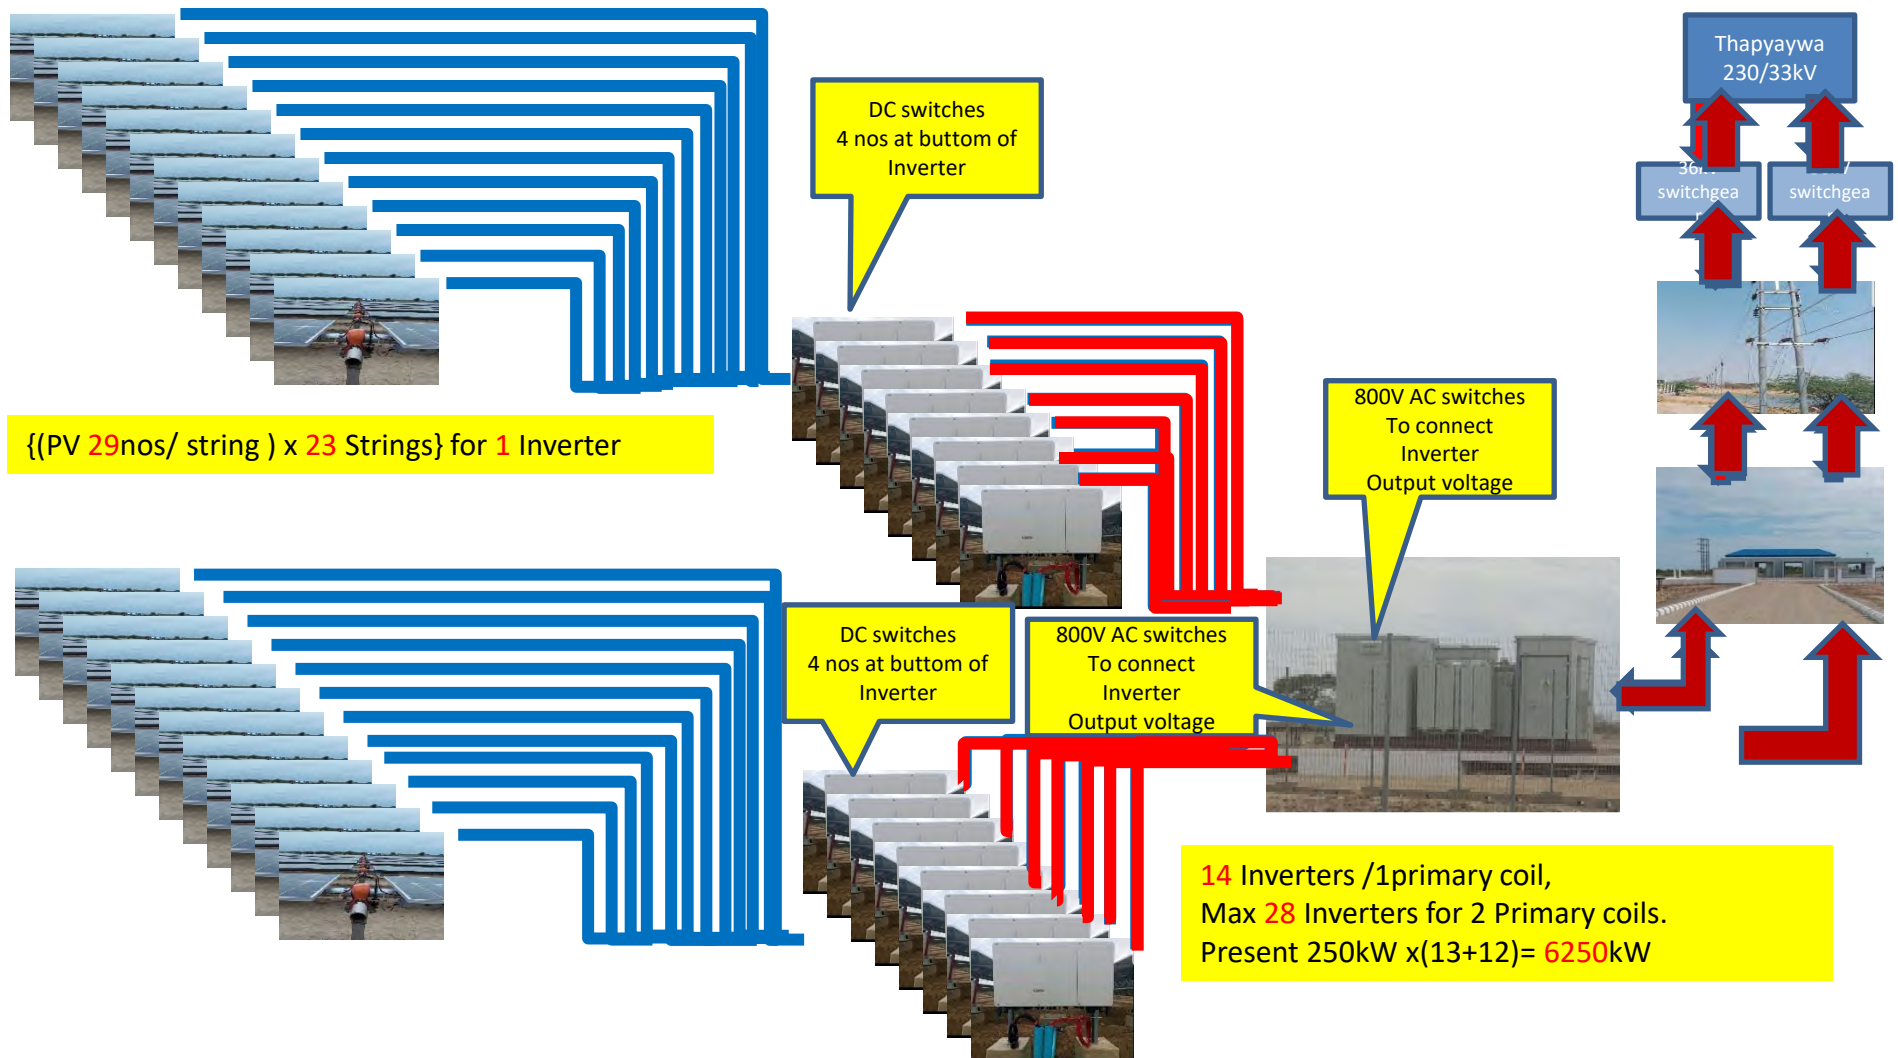 Thapyaywa
230/33kV
DC switches
4 nos at buttom of
Inverter
switchgea
switchgea
800V AC switches
To connect
Inverter
Output voltage
{(PV 29nos/ string ) x 23 Strings} for 1 Inverter
DC switches
4 nos at buttom of
Inverter
800V AC switches
To connect
Inverter
Output voltage
14 Inverters /1primary coil,
Max 28 Inverters for 2 Primary coils.
Present 250kW x(13+12)= 6250kW